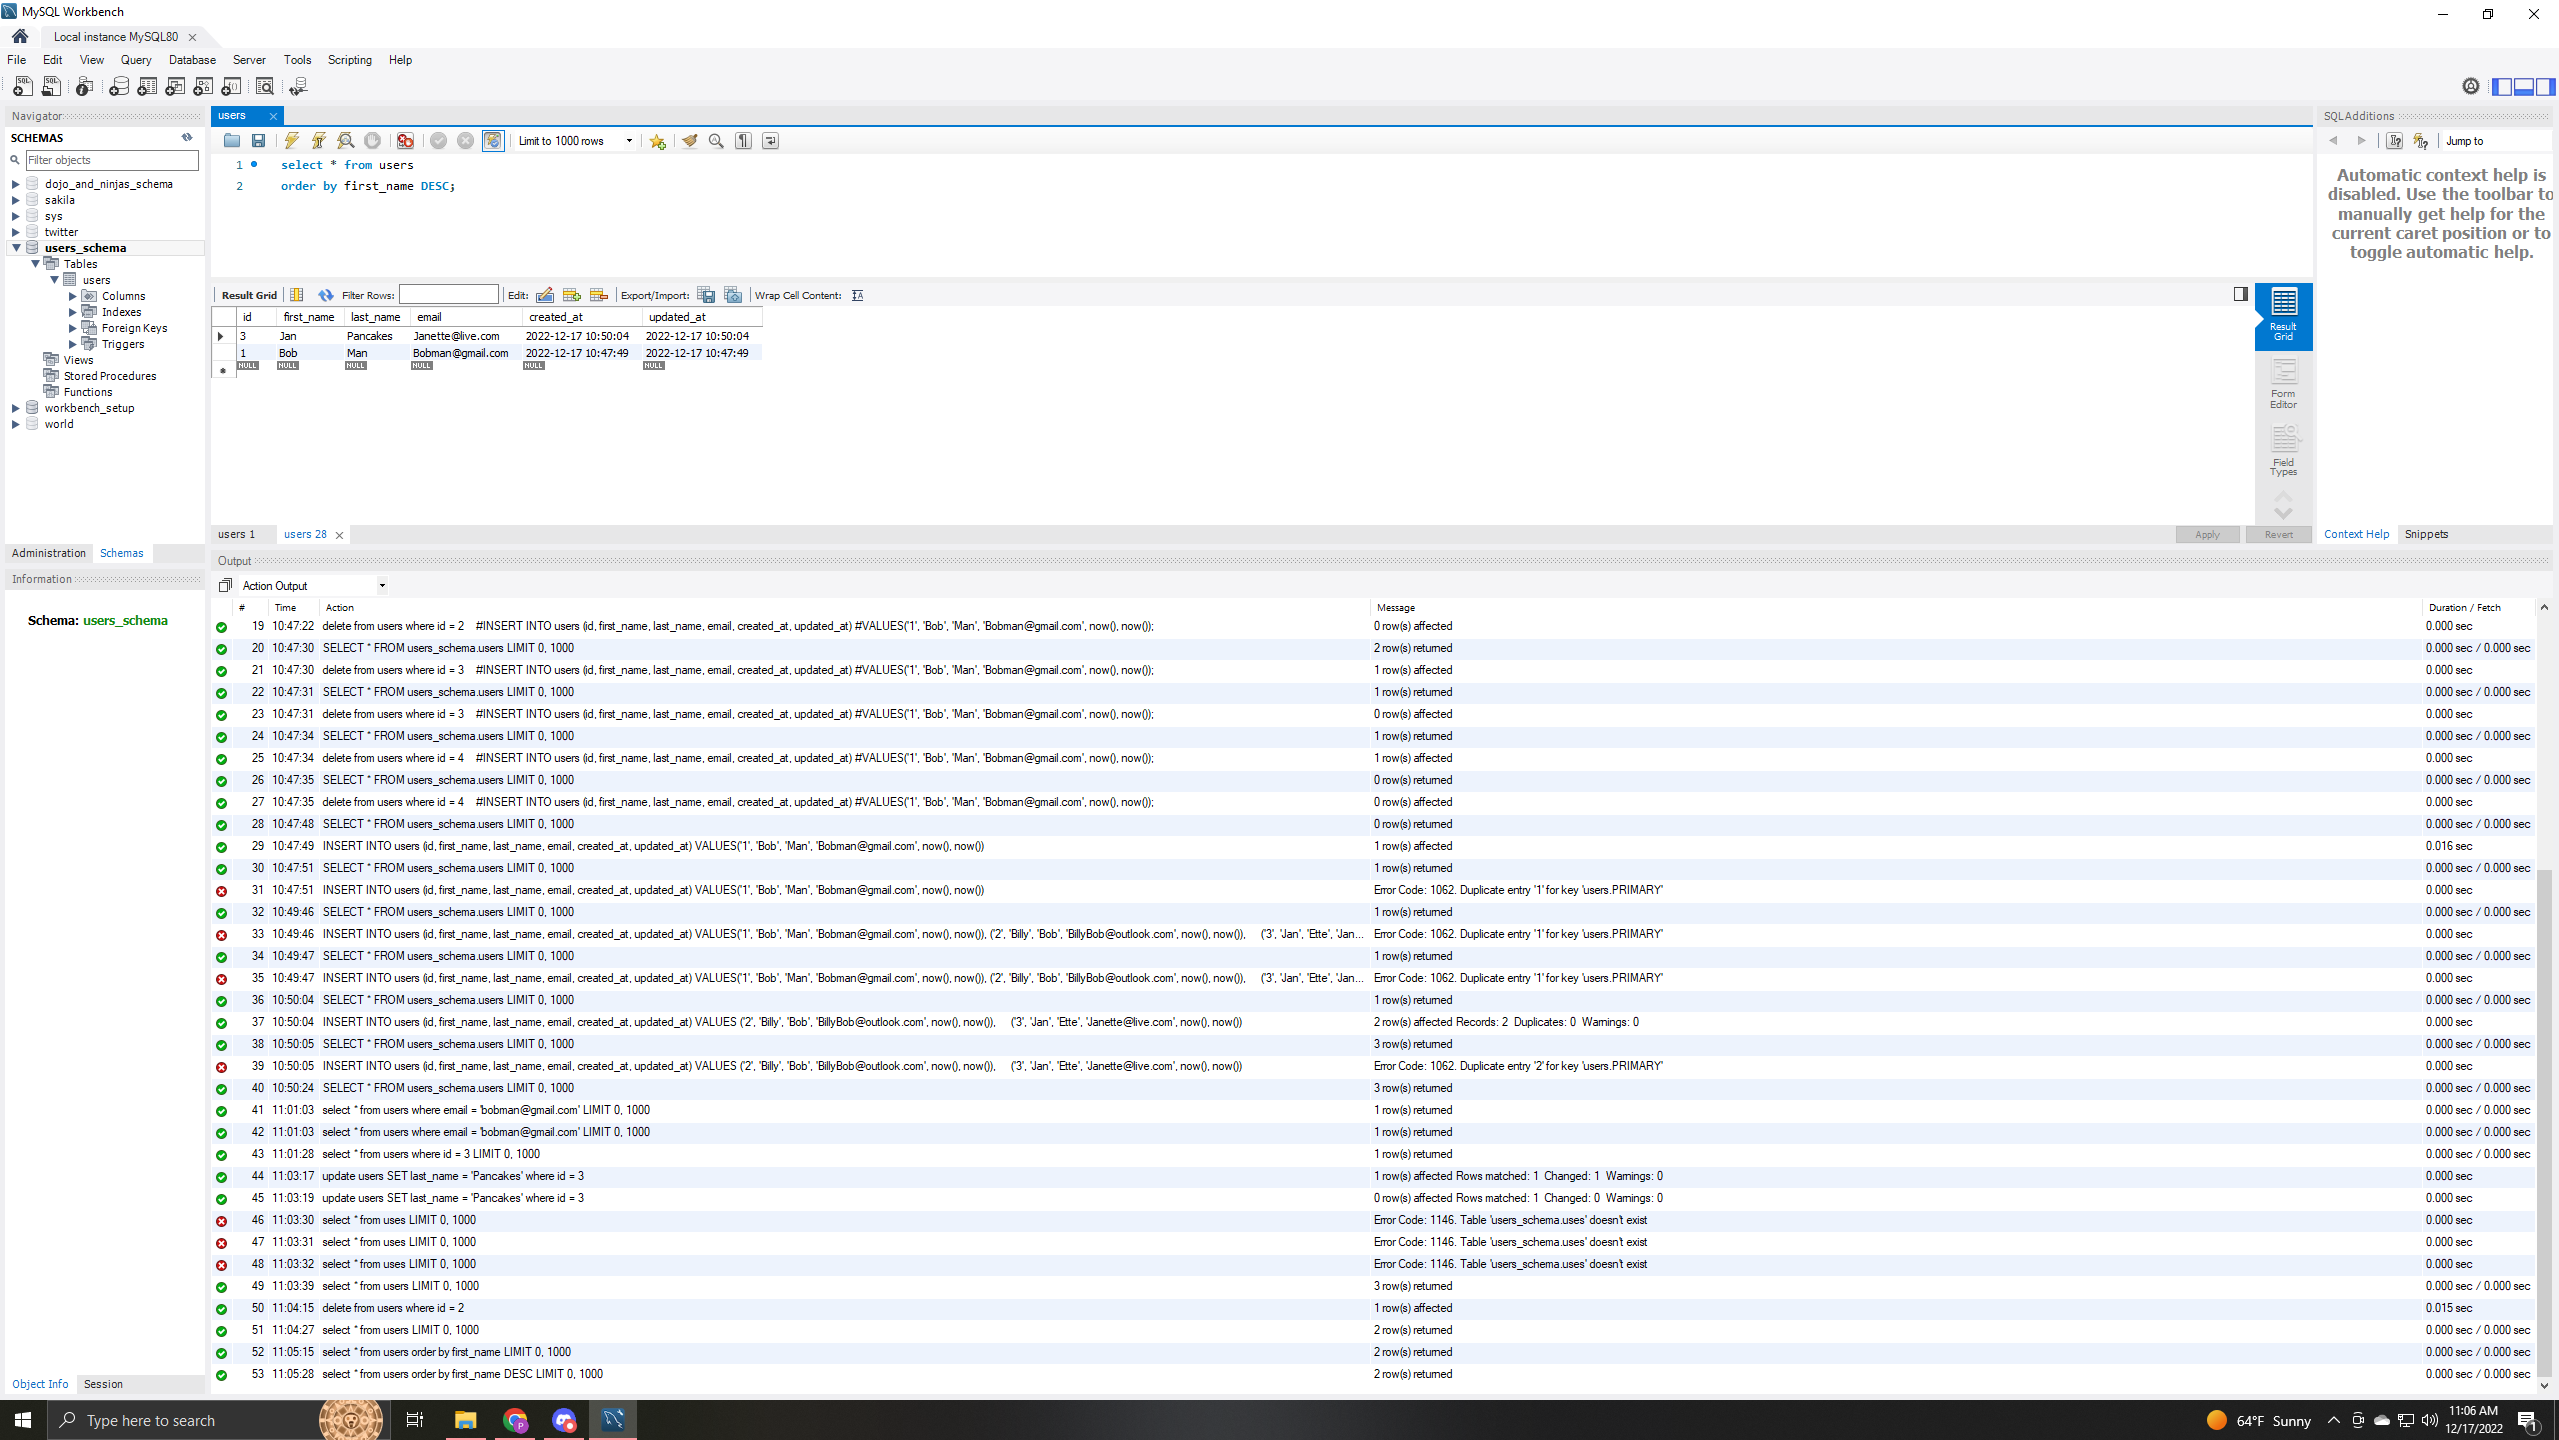 MySQL Workbench
Local instance MySQL80
File Edit View Query Database Server Tools Scripting Help
Navigator
SCHEMAS
Filter objects
dojo_and_ninjas_schema
sakila
sys
twitter
users_schema
Tables
users
Columns
Indexes
Foreign Keys
Triggers
Views
Stored Procedures
Functions
workbench_setup
world
Administration Schemas
Information
Schema: users_schema
Object Info Session
users
Limit to 1000 rows
1 select * from users
2 order by first_name DESC;
Result Grid Filter Rows: Edit: Export/Import: Wrap Cell Content:
id first_name last_name email created_at updated_at
3 Jan Pancakes Janette@live.com 2022-12-17 10:50:04 2022-12-17 10:50:04
1 Bob Man Bobman@gmail.com 2022-12-17 10:47:49 2022-12-17 10:47:49
NULL NULL NULL NULL NULL NULL
Result
Grid
Form
Editor
Field
Types
users 1 users 28
Apply Revert
SQLAdditions
Jump to
Automatic context help is
disabled. Use the toolbar to
manually get help for the
current caret position or to
toggle automatic help.
Context Help Snippets
Output
Action Output
# Time Action Message Duration / Fetch
19 10:47:22 delete from users where id = 2 #INSERT INTO users (id, first_name, last_name, email, created_at, updated_at) #VALUES('1', 'Bob', 'Man', 'Bobman@gmail.com', now(), now()); 0 row(s) affected 0.000 sec
20 10:47:30 SELECT * FROM users_schema.users LIMIT 0, 1000 2 row(s) returned 0.000 sec / 0.000 sec
21 10:47:30 delete from users where id = 3 #INSERT INTO users (id, first_name, last_name, email, created_at, updated_at) #VALUES('1', 'Bob', 'Man', 'Bobman@gmail.com', now(), now()); 1 row(s) affected 0.000 sec
22 10:47:31 SELECT * FROM users_schema.users LIMIT 0, 1000 1 row(s) returned 0.000 sec / 0.000 sec
23 10:47:31 delete from users where id = 3 #INSERT INTO users (id, first_name, last_name, email, created_at, updated_at) #VALUES('1', 'Bob', 'Man', 'Bobman@gmail.com', now(), now()); 0 row(s) affected 0.000 sec
24 10:47:34 SELECT * FROM users_schema.users LIMIT 0, 1000 1 row(s) returned 0.000 sec / 0.000 sec
25 10:47:34 delete from users where id = 4 #INSERT INTO users (id, first_name, last_name, email, created_at, updated_at) #VALUES('1', 'Bob', 'Man', 'Bobman@gmail.com', now(), now()); 1 row(s) affected 0.000 sec
26 10:47:35 SELECT * FROM users_schema.users LIMIT 0, 1000 0 row(s) returned 0.000 sec / 0.000 sec
27 10:47:35 delete from users where id = 4 #INSERT INTO users (id, first_name, last_name, email, created_at, updated_at) #VALUES('1', 'Bob', 'Man', 'Bobman@gmail.com', now(), now()); 0 row(s) affected 0.000 sec
28 10:47:48 SELECT * FROM users_schema.users LIMIT 0, 1000 0 row(s) returned 0.000 sec / 0.000 sec
29 10:47:49 INSERT INTO users (id, first_name, last_name, email, created_at, updated_at) VALUES('1', 'Bob', 'Man', 'Bobman@gmail.com', now(), now()) 1 row(s) affected 0.016 sec
30 10:47:51 SELECT * FROM users_schema.users LIMIT 0, 1000 1 row(s) returned 0.000 sec / 0.000 sec
31 10:47:51 INSERT INTO users (id, first_name, last_name, email, created_at, updated_at) VALUES('1', 'Bob', 'Man', 'Bobman@gmail.com', now(), now()) Error Code: 1062. Duplicate entry '1' for key 'users.PRIMARY' 0.000 sec
32 10:49:46 SELECT * FROM users_schema.users LIMIT 0, 1000 1 row(s) returned 0.000 sec / 0.000 sec
33 10:49:46 INSERT INTO users (id, first_name, last_name, email, created_at, updated_at) VALUES('1', 'Bob', 'Man', 'Bobman@gmail.com', now(), now()), ('2', 'Billy', 'Bob', 'BillyBob@outlook.com', now(), now()), ('3', 'Jan', 'Ette', 'Jan... Error Code: 1062. Duplicate entry '1' for key 'users.PRIMARY' 0.000 sec
34 10:49:47 SELECT * FROM users_schema.users LIMIT 0, 1000 1 row(s) returned 0.000 sec / 0.000 sec
35 10:49:47 INSERT INTO users (id, first_name, last_name, email, created_at, updated_at) VALUES('1', 'Bob', 'Man', 'Bobman@gmail.com', now(), now()), ('2', 'Billy', 'Bob', 'BillyBob@outlook.com', now(), now()), ('3', 'Jan', 'Ette', 'Jan... Error Code: 1062. Duplicate entry '1' for key 'users.PRIMARY' 0.000 sec
36 10:50:04 SELECT * FROM users_schema.users LIMIT 0, 1000 1 row(s) returned 0.000 sec / 0.000 sec
37 10:50:04 INSERT INTO users (id, first_name, last_name, email, created_at, updated_at) VALUES ('2', 'Billy', 'Bob', 'BillyBob@outlook.com', now(), now()), ('3', 'Jan', 'Ette', 'Janette@live.com', now(), now()) 2 row(s) affected Records: 2 Duplicates: 0 Warnings: 0 0.000 sec
38 10:50:05 SELECT * FROM users_schema.users LIMIT 0, 1000 3 row(s) returned 0.000 sec / 0.000 sec
39 10:50:05 INSERT INTO users (id, first_name, last_name, email, created_at, updated_at) VALUES ('2', 'Billy', 'Bob', 'BillyBob@outlook.com', now(), now()), ('3', 'Jan', 'Ette', 'Janette@live.com', now(), now()) Error Code: 1062. Duplicate entry '2' for key 'users.PRIMARY' 0.000 sec
40 10:50:24 SELECT * FROM users_schema.users LIMIT 0, 1000 3 row(s) returned 0.000 sec / 0.000 sec
41 11:01:03 select * from users where email = 'bobman@gmail.com' LIMIT 0, 1000 1 row(s) returned 0.000 sec / 0.000 sec
42 11:01:03 select * from users where email = 'bobman@gmail.com' LIMIT 0, 1000 1 row(s) returned 0.000 sec / 0.000 sec
43 11:01:28 select * from users where id = 3 LIMIT 0, 1000 1 row(s) returned 0.000 sec / 0.000 sec
44 11:03:17 update users SET last_name = 'Pancakes' where id = 3 1 row(s) affected Rows matched: 1 Changed: 1 Warnings: 0 0.000 sec
45 11:03:19 update users SET last_name = 'Pancakes' where id = 3 0 row(s) affected Rows matched: 1 Changed: 0 Warnings: 0 0.000 sec
46 11:03:30 select * from uses LIMIT 0, 1000 Error Code: 1146. Table 'users_schema.uses' doesn't exist 0.000 sec
47 11:03:31 select * from uses LIMIT 0, 1000 Error Code: 1146. Table 'users_schema.uses' doesn't exist 0.000 sec
48 11:03:32 select * from uses LIMIT 0, 1000 Error Code: 1146. Table 'users_schema.uses' doesn't exist 0.000 sec
49 11:03:39 select * from users LIMIT 0, 1000 3 row(s) returned 0.000 sec / 0.000 sec
50 11:04:15 delete from users where id = 2 1 row(s) affected 0.015 sec
51 11:04:27 select * from users LIMIT 0, 1000 2 row(s) returned 0.000 sec / 0.000 sec
52 11:05:15 select * from users order by first_name LIMIT 0, 1000 2 row(s) returned 0.000 sec / 0.000 sec
53 11:05:28 select * from users order by first_name DESC LIMIT 0, 1000 2 row(s) returned 0.000 sec / 0.000 sec
Type here to search
64°F Sunny
11:06 AM
12/17/2022
1